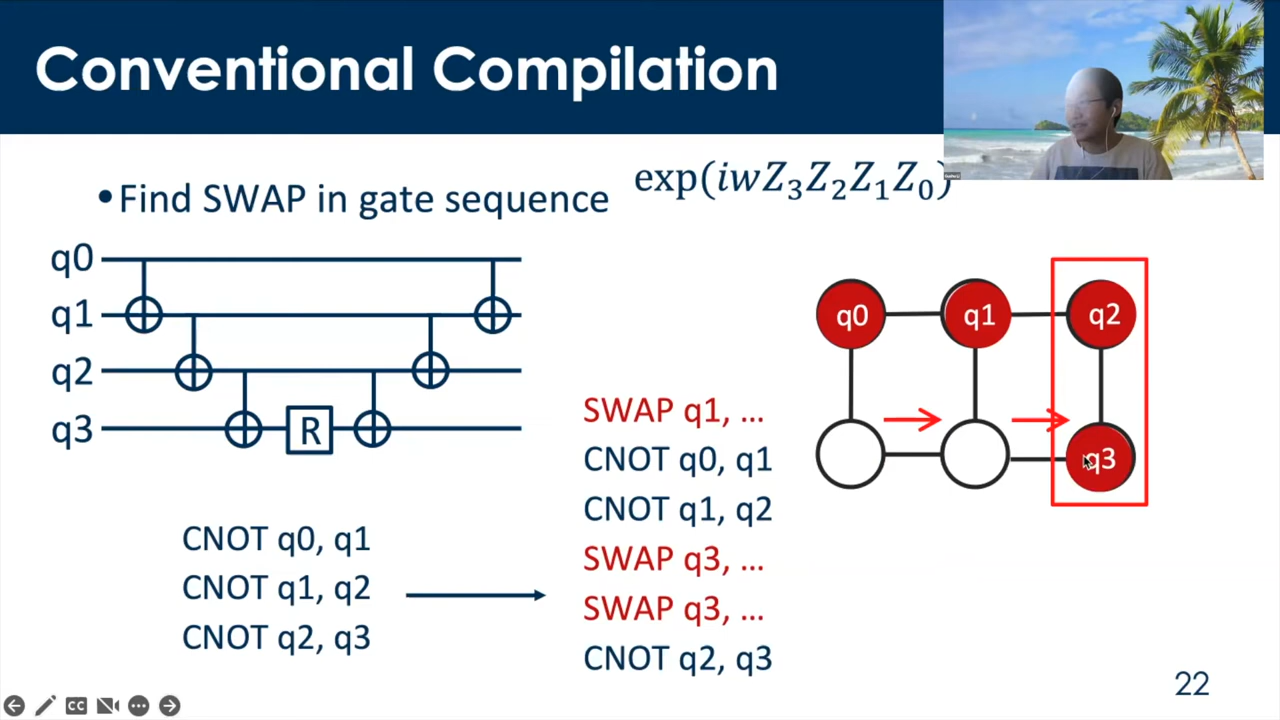 Conventional Compilation
•Find SWAP in gate sequence
exp(iwZ₃Z₂Z₁Z₀)
q0
q1
q2
q3
R
q0
q1
q2
q3
SWAP q1, ...
CNOT q0, q1
CNOT q1, q2
SWAP q3, ...
SWAP q3, ...
CNOT q2, q3
CNOT q0, q1
CNOT q1, q2
CNOT q2, q3
22
CC